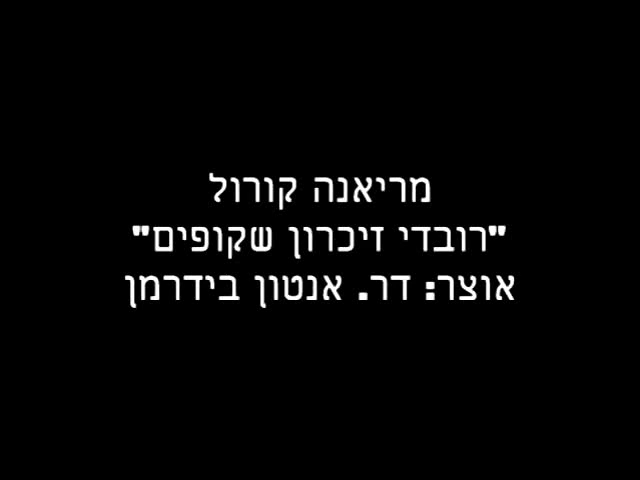 מריאנה קורול
"רובדי זיכרון שקופים"
אוצר: דר. אנטון בידרמן